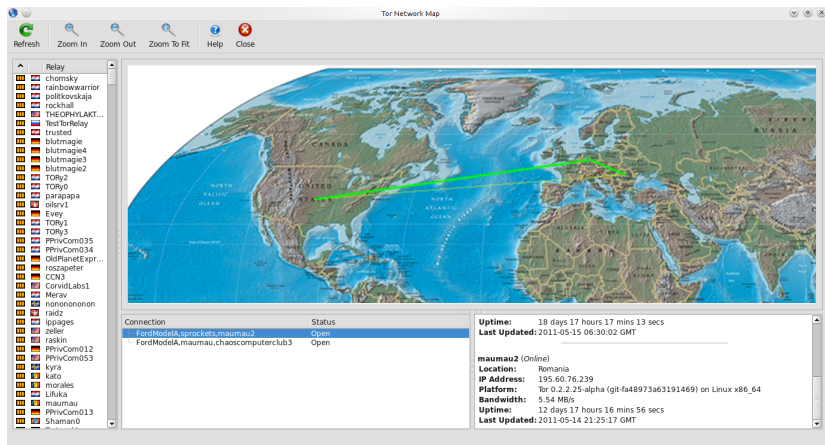 Tor Network Map
Refresh Zoom In Zoom Out Zoom To Fit Help Close
Relay
chomsky
rainbowwarrior
politkovskaja
rockhall
THEOPHYLAKT...
TestTorRelay
trusted
blutmagie
blutmagie4
blutmagie3
blutmagie2
TORy2
TORy0
parapapa
oilsrv1
Evey
TORy1
TORy3
PPrivCom035
PPrivCom034
OldPlanetExpr...
roszapeter
CCN3
CorvidLabs1
Merav
nonononon
raidz
ippages
zeller
raskin
PPrivCom012
PPrivCom053
kyra
kato
morales
Lifuka
maumau
PPrivCom013
Shaman0
CANADA
UNITED
NORTH
PACIFIC
OCEAN
NORTH
ATLANTIC
OCEAN
RUSSIA
Connection Status
FordModelA,sprockets,maumau2 Open
FordModelA,maumau,chaoscomputerclub3 Open
Uptime: 18 days 17 hours 17 mins 13 secs
Last Updated: 2011-05-15 06:30:02 GMT
maumau2 (Online)
Location: Romania
IP Address: 195.60.76.239
Platform: Tor 0.2.2.25-alpha (git-fa48973a63191469) on Linux x86_64
Bandwidth: 5.54 MB/s
Uptime: 12 days 17 hours 16 mins 56 secs
Last Updated: 2011-05-14 21:25:17 GMT